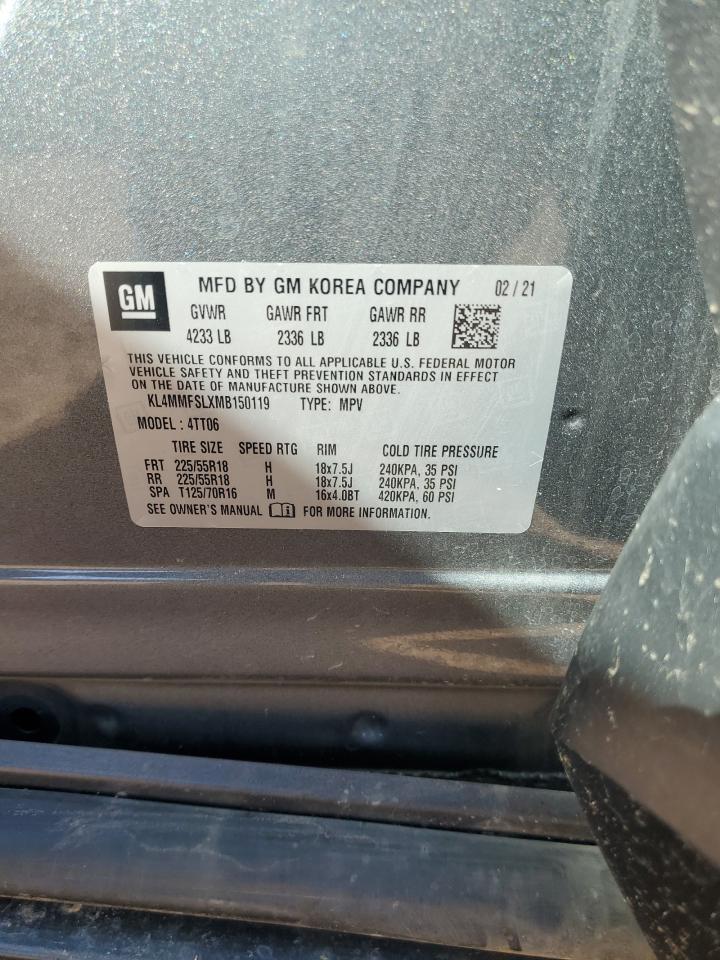 GM MFD BY GM KOREA COMPANY 02 / 21
GVWR GAWR FRT GAWR RR
4233 LB 2336 LB 2336 LB
THIS VEHICLE CONFORMS TO ALL APPLICABLE U.S. FEDERAL MOTOR
VEHICLE SAFETY AND THEFT PREVENTION STANDARDS IN EFFECT
ON THE DATE OF MANUFACTURE SHOWN ABOVE.
KL4MMFSLXMB150119 TYPE: MPV
MODEL : 4TT06
TIRE SIZE SPEED RTG RIM COLD TIRE PRESSURE
FRT 225/55R18 H 18x7.5J 240KPA, 35 PSI
RR 225/55R18 H 18x7.5J 240KPA, 35 PSI
SPA T125/70R16 M 16x4.0BT 420KPA, 60 PSI
SEE OWNER'S MANUAL i FOR MORE INFORMATION.